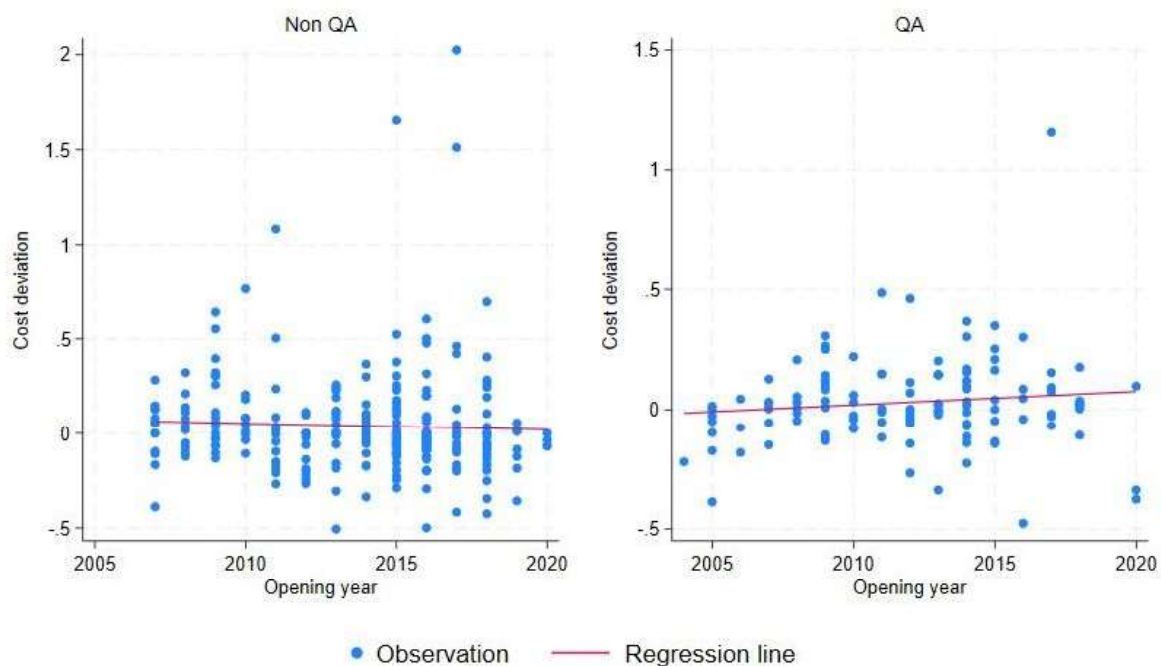 Non QA
Cost deviation
2
1.5
1
.5
0
-.5
2005
2010
2015
2020
Opening year
QA
Cost deviation
1.5
1
.5
0
-.5
2005
2010
2015
2020
Opening year
Observation
Regression line